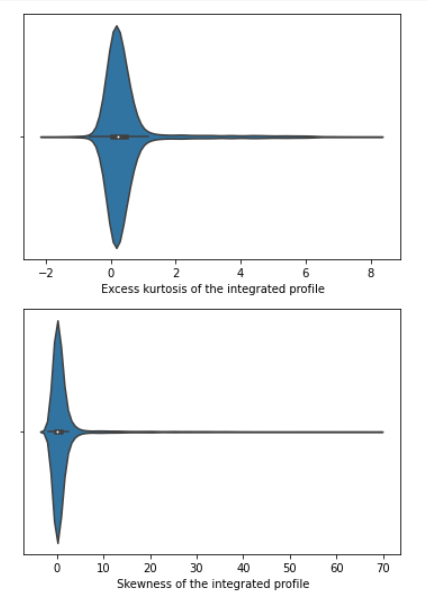 −2 0 2 4 6 8
Excess kurtosis of the integrated profile
0 10 20 30 40 50 60 70
Skewness of the integrated profile